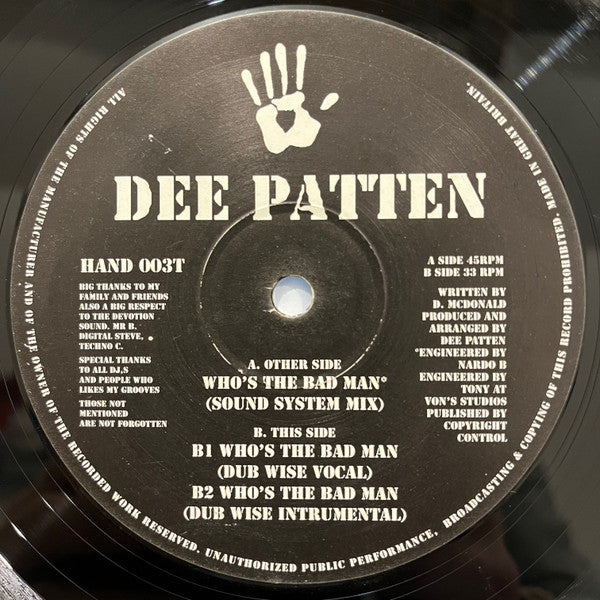 DEE PATTEN
HAND 003T
BIG THANKS TO MY
FAMILY AND FRIENDS
ALSO A BIG RESPECT
TO THE DEVOTION
SOUND. MR B.
DIGITAL STEVE.
TECHNO C.
SPECIAL THANKS
TO ALL DJ,S
AND PEOPLE WHO
LIKES MY GROOVES
THOSE NOT
MENTIONED
ARE NOT FORGOTTEN
A SIDE 45RPM
B SIDE 33 RPM
WRITTEN BY
D. MCDONALD
PRODUCED AND
ARRANGED BY
DEE PATTEN
*ENGINEERED BY
NARDO B
ENGINEERED BY
TONY AT
VON'S STUDIOS
PUBLISHED BY
COPYRIGHT
CONTROL
A. OTHER SIDE
WHO'S THE BAD MAN*
(SOUND SYSTEM MIX)
B. THIS SIDE
B1 WHO'S THE BAD MAN
(DUB WISE VOCAL)
B2 WHO'S THE BAD MAN
(DUB WISE INTRUMENTAL)
ALL RIGHTS OF THE MANUFACTURER AND OF THE OWNER OF THE RECORDED WORK RESERVED. UNAUTHORIZED PUBLIC PERFORMANCE, BROADCASTING & COPYING OF THIS RECORD PROHIBITED. MADE IN GREAT BRITAIN.